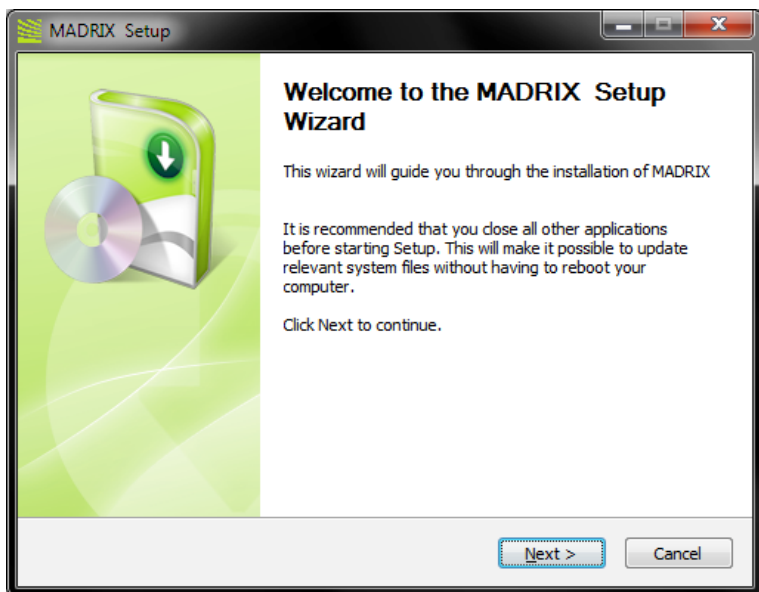 MADRIX Setup
Welcome to the MADRIX Setup
Wizard
This wizard will guide you through the installation of MADRIX
It is recommended that you close all other applications
before starting Setup. This will make it possible to update
relevant system files without having to reboot your
computer.
Click Next to continue.
Next >
Cancel